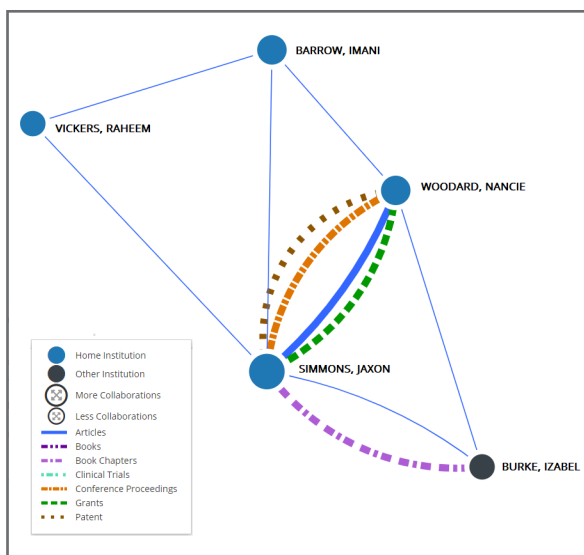 BARROW, IMANI
VICKERS, RAHEEM
WOODARD, NANCIE
SIMMONS, JAXON
BURKE, IZABEL
Home Institution
Other Institution
More Collaborations
Less Collaborations
Articles
Books
Book Chapters
Clinical Trials
Conference Proceedings
Grants
Patent